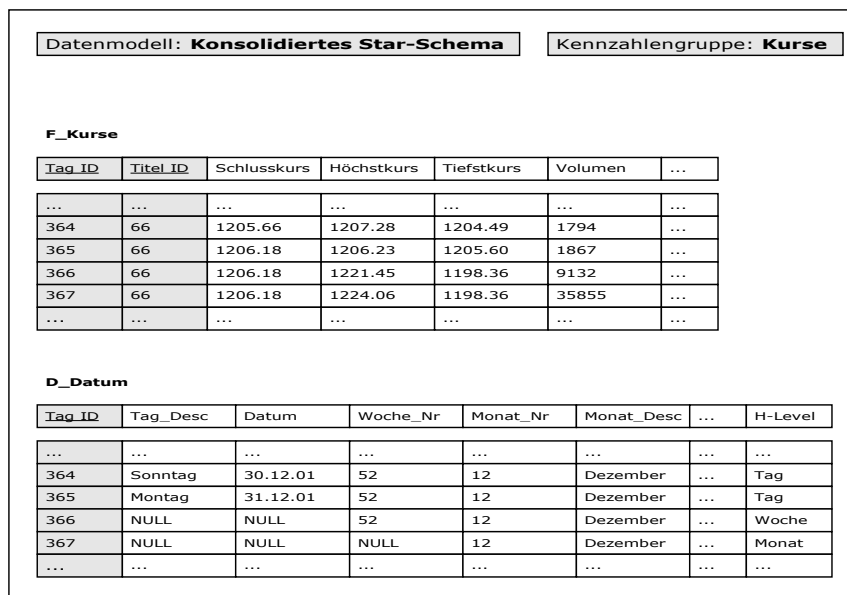 Datenmodell: Konsolidiertes Star-Schema Kennzahlengruppe: Kurse
F_Kurse
Tag ID Titel ID Schlusskurs Höchstkurs Tiefstkurs Volumen ...
... ... ... ... ... ... ...
364 66 1205.66 1207.28 1204.49 1794 ...
365 66 1206.18 1206.23 1205.60 1867 ...
366 66 1206.18 1221.45 1198.36 9132 ...
367 66 1206.18 1224.06 1198.36 35855 ...
... ... ... ... ... ... ...
D_Datum
Tag ID Tag_Desc Datum Woche_Nr Monat_Nr Monat_Desc ... H-Level
... ... ... ... ... ... ... ...
364 Sonntag 30.12.01 52 12 Dezember ... Tag
365 Montag 31.12.01 52 12 Dezember ... Tag
366 NULL NULL 52 12 Dezember ... Woche
367 NULL NULL NULL 12 Dezember ... Monat
... ... ... ... ... ... ... ...